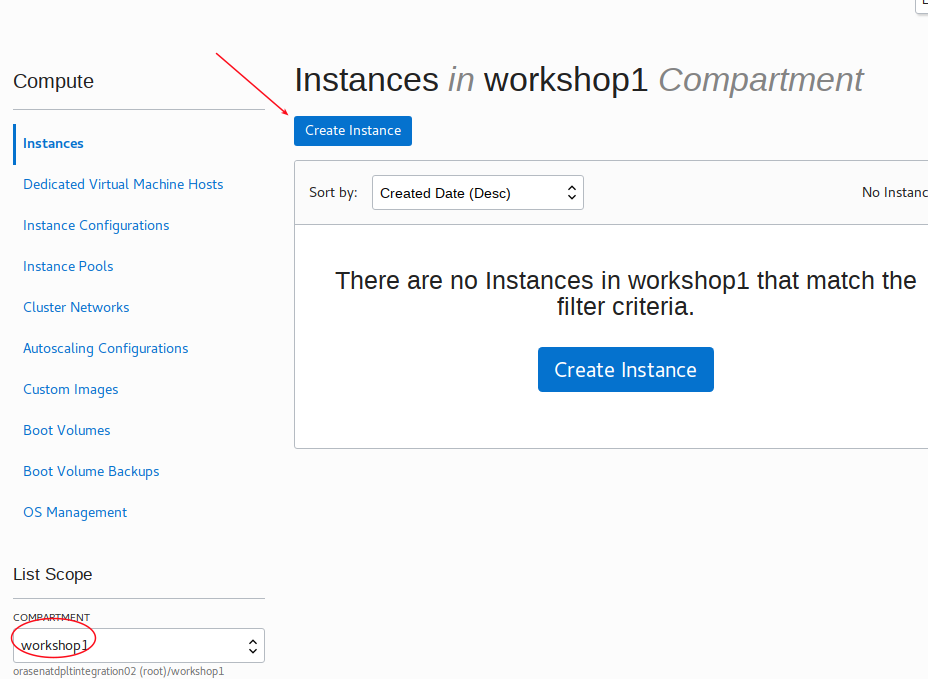 Compute
Instances
Dedicated Virtual Machine Hosts
Instance Configurations
Instance Pools
Cluster Networks
Autoscaling Configurations
Custom Images
Boot Volumes
Boot Volume Backups
OS Management
List Scope
COMPARTMENT
workshop1
orasenatdpltintegration02 (root)/workshop1
Instances in workshop1 Compartment
Create Instance
Sort by:
Created Date (Desc)
No Instanc
There are no Instances in workshop1 that match the
filter criteria.
Create Instance